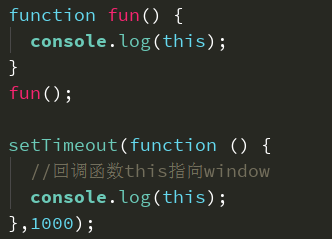 function fun() {
  console.log(this);
}
fun();

setTimeout(function () {
  //回调函数this指向window
  console.log(this);
},1000);